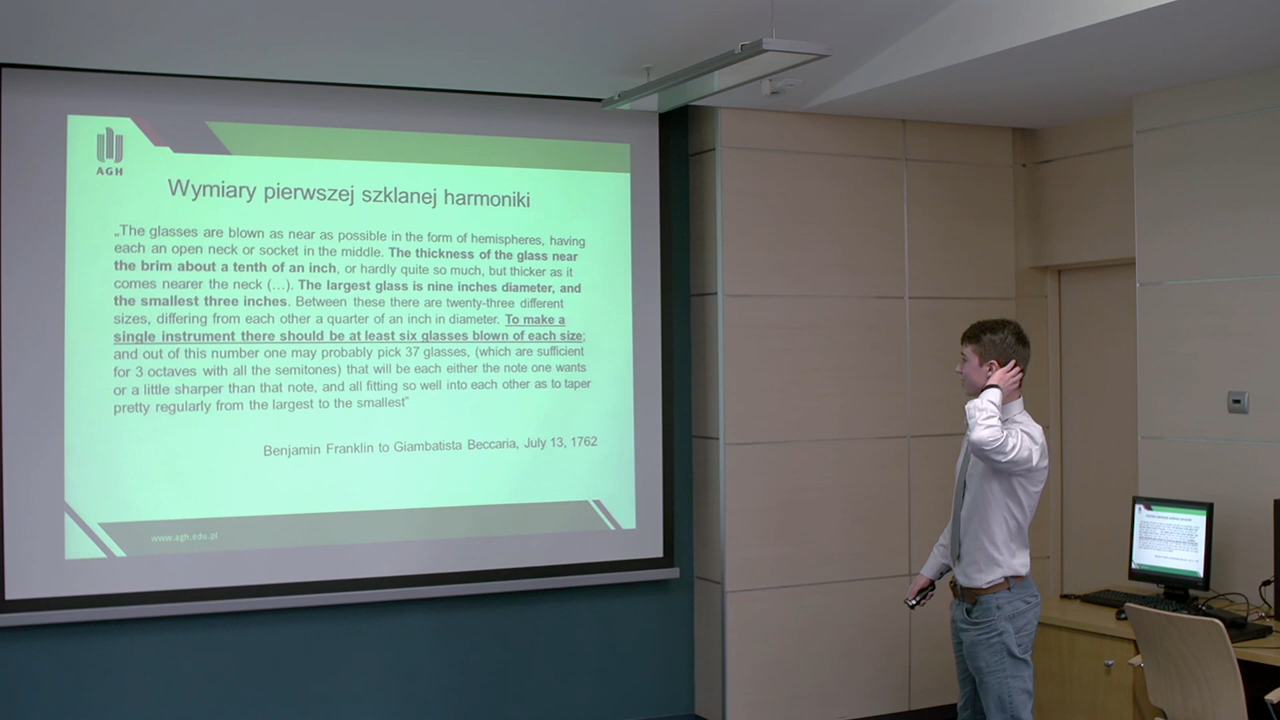 AGH
Wymiary pierwszej szklanej harmoniki
„The glasses are blown as near as possible in the form of hemispheres, having
each an open neck or socket in the middle. The thickness of the glass near
the brim about a tenth of an inch, or hardly quite so much, but thicker as it
comes nearer the neck (…). The largest glass is nine inches diameter, and
the smallest three inches. Between these there are twenty-three different
sizes, differing from each other a quarter of an inch in diameter. To make a
single instrument there should be at least six glasses blown of each size;
and out of this number one may probably pick 37 glasses, (which are sufficient
for 3 octaves with all the semitones) that will be each either the note one wants
or a little sharper than that note, and all fitting so well into each other as to taper
pretty regularly from the largest to the smallest”
Benjamin Franklin to Giambatista Beccaria, July 13, 1762
www.agh.edu.pl